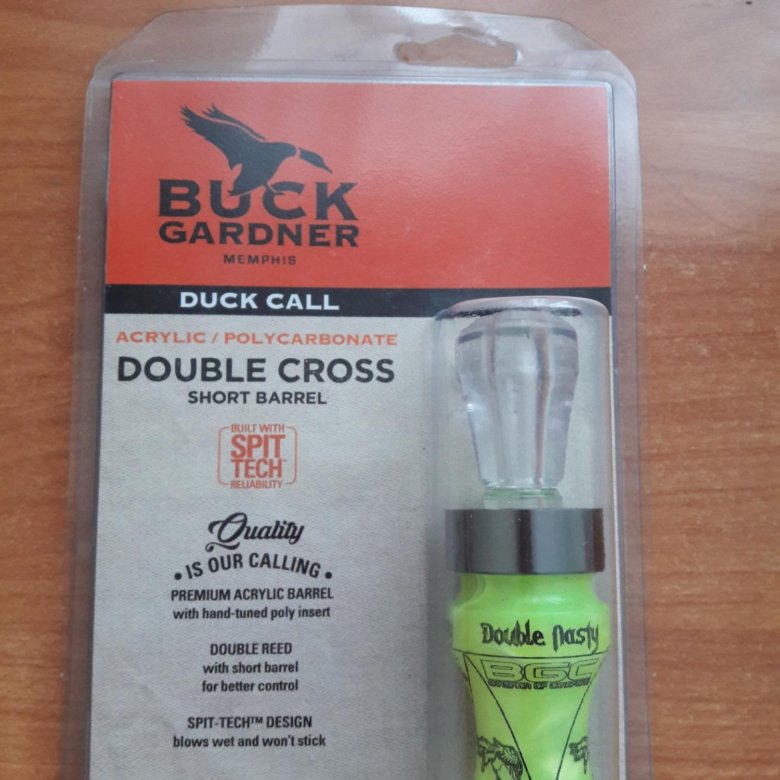 BUCK
GARDNER
MEMPHIS
DUCK CALL
ACRYLIC / POLYCARBONATE
DOUBLE CROSS
SHORT BARREL
BUILT WITH
SPIT
TECH™
RELIABILITY
Quality
• IS OUR CALLING •
PREMIUM ACRYLIC BARREL
with hand-tuned poly insert
DOUBLE REED
with short barrel
for better control
SPIT-TECH™ DESIGN
blows wet and won't stick
Double Nasty
BGC